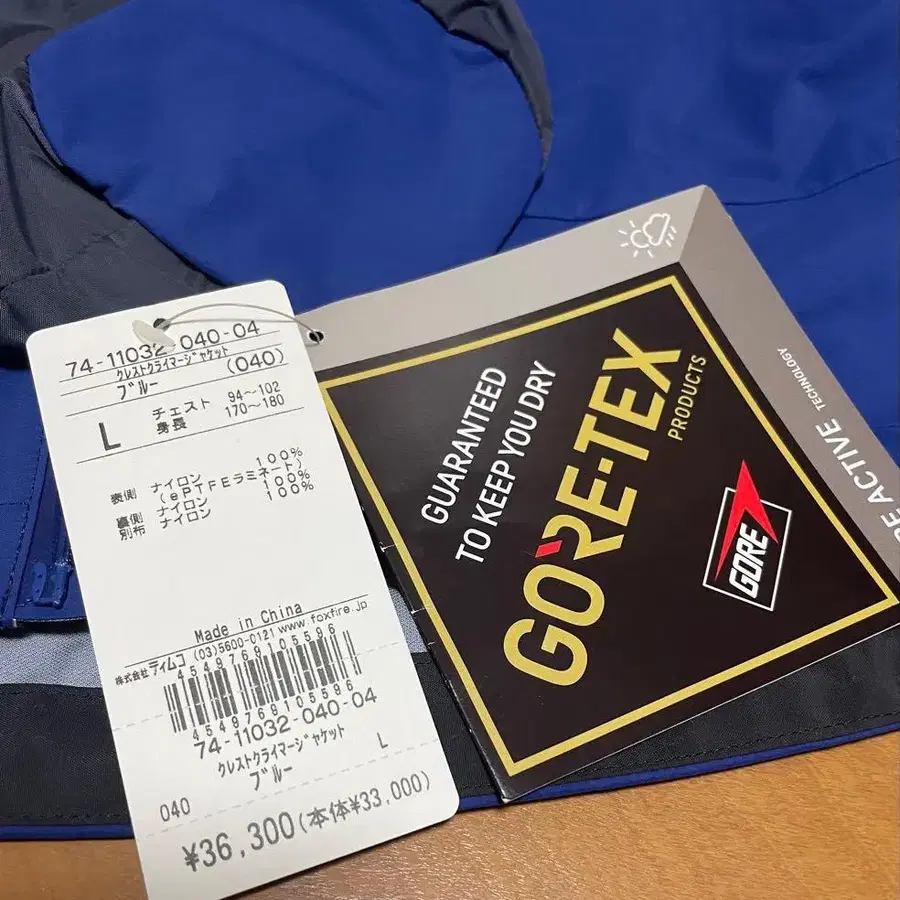 74-11032-040-04
クレストクライマージャケット
ブルー (040)
L チェスト 94～102
身長 170～180
表側 ナイロン 100%
(ePTFEラミネート)
裏側 ナイロン 100%
別布 ナイロン 100%
Made in China
株式会社 ティムコ (03)5600-0121 www.foxfire.jp
4549769105596
4549769105596
74-11032-040-04
クレストクライマージャケット
ブルー L
040
¥36,300(本体¥33,000)
GUARANTEED
TO KEEP YOU DRY
GORE-TEX
PRODUCTS
GORE
ACTIVE
TECHNOLOGY